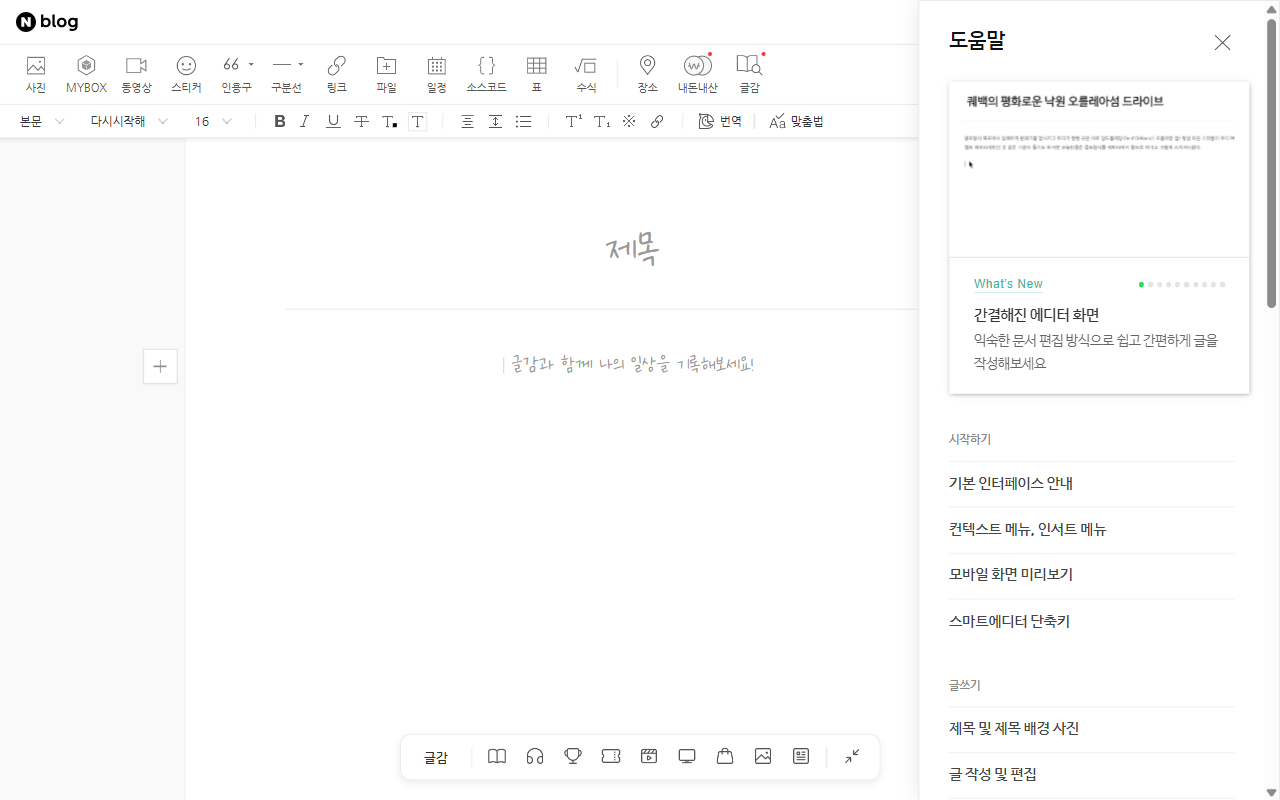 N blog
사진 MYBOX 동영상 스티커 인용구 구분선 링크 파일 일정 소스코드 표 수식 장소 내돈내산 글감
본문 다시시작해 16 B I U T T. T T¹ T₁ ※ 번역 맞춤법
제목
글감과 함께 나의 일상을 기록해보세요!
글감
도움말
퀘백의 평화로운 낙원 오를레아섬 드라이브
What's New
간결해진 에디터 화면
익숙한 문서 편집 방식으로 쉽고 간편하게 글을
작성해보세요
시작하기
기본 인터페이스 안내
컨텍스트 메뉴, 인서트 메뉴
모바일 화면 미리보기
스마트에디터 단축키
글쓰기
제목 및 제목 배경 사진
글 작성 및 편집